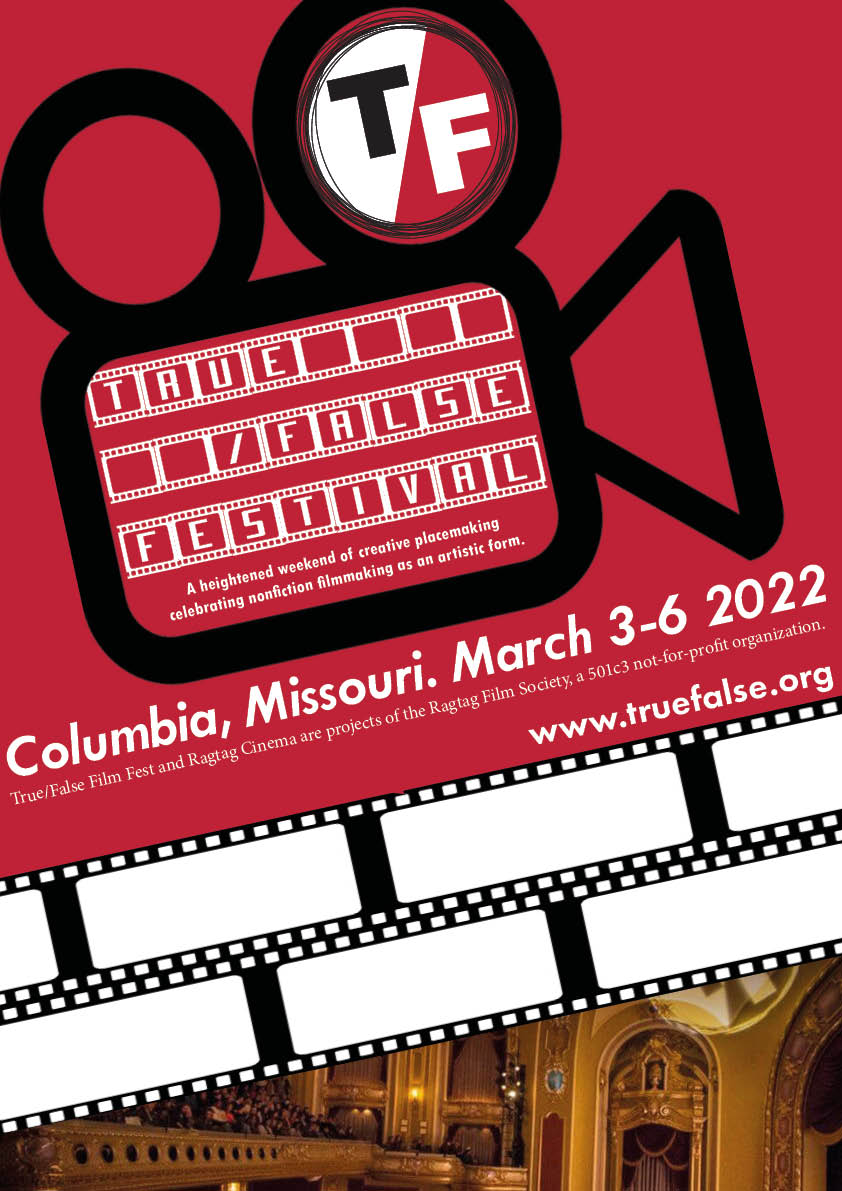 T/F
TRUE
/FALSE
FESTIVAL
A heightened weekend of creative placemaking
celebrating nonfiction filmmaking as an artistic form.
Columbia, Missouri. March 3-6 2022
True/False Film Fest and Ragtag Cinema are projects of the Ragtag Film Society, a 501c3 not-for-profit organization.
www.truefalse.org